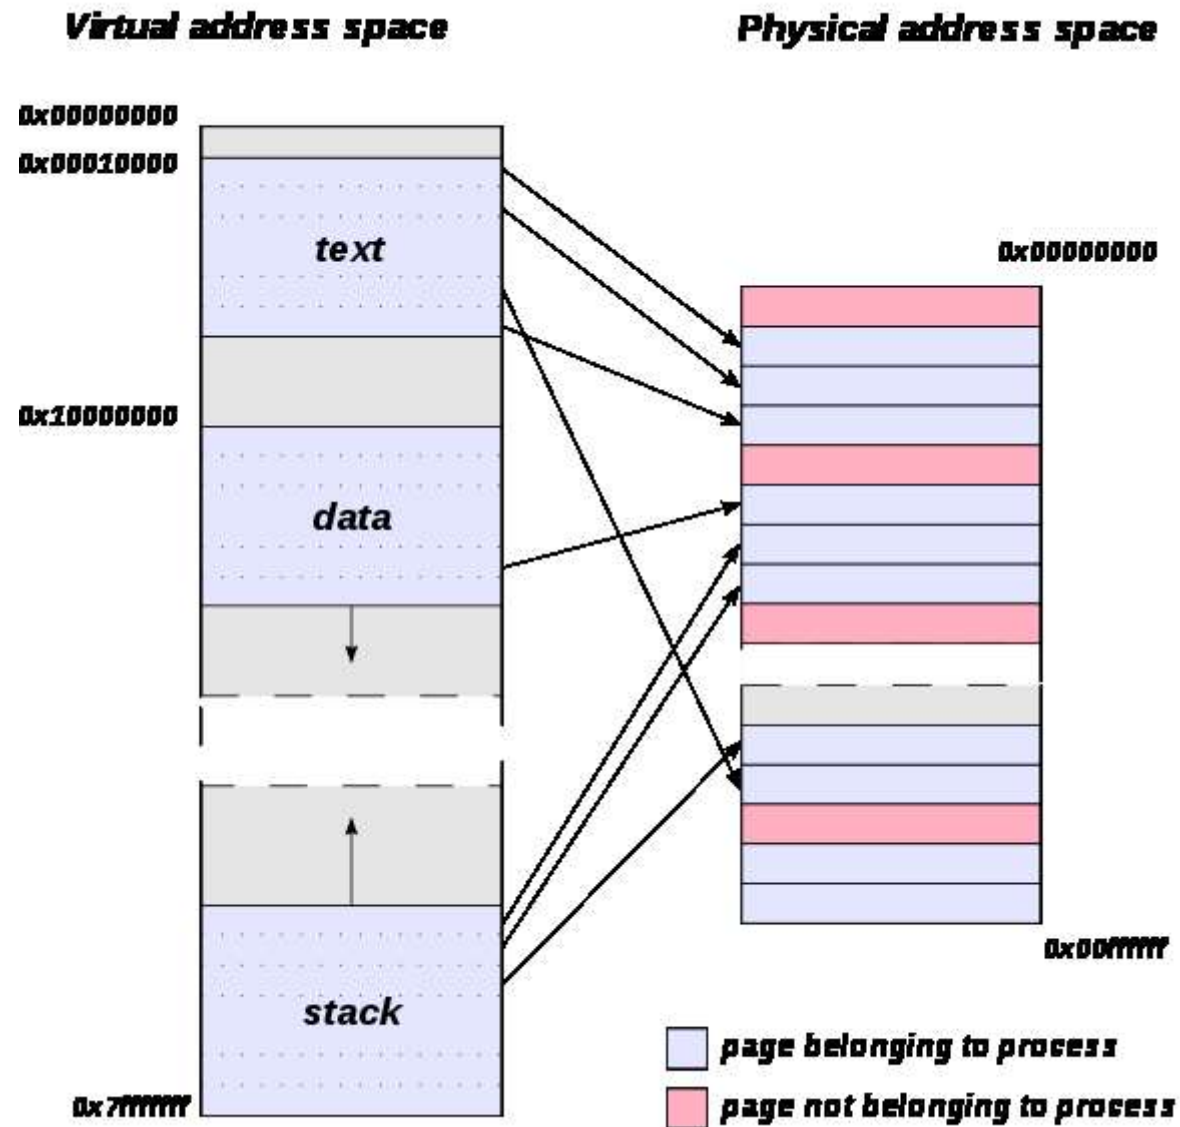 Virtual address space
Physical address space
0x00000000
0x00010000
text
0x00000000
0x10000000
data
stack
0x00ffffff
page belonging to process
0x7fffffff
page not belonging to process